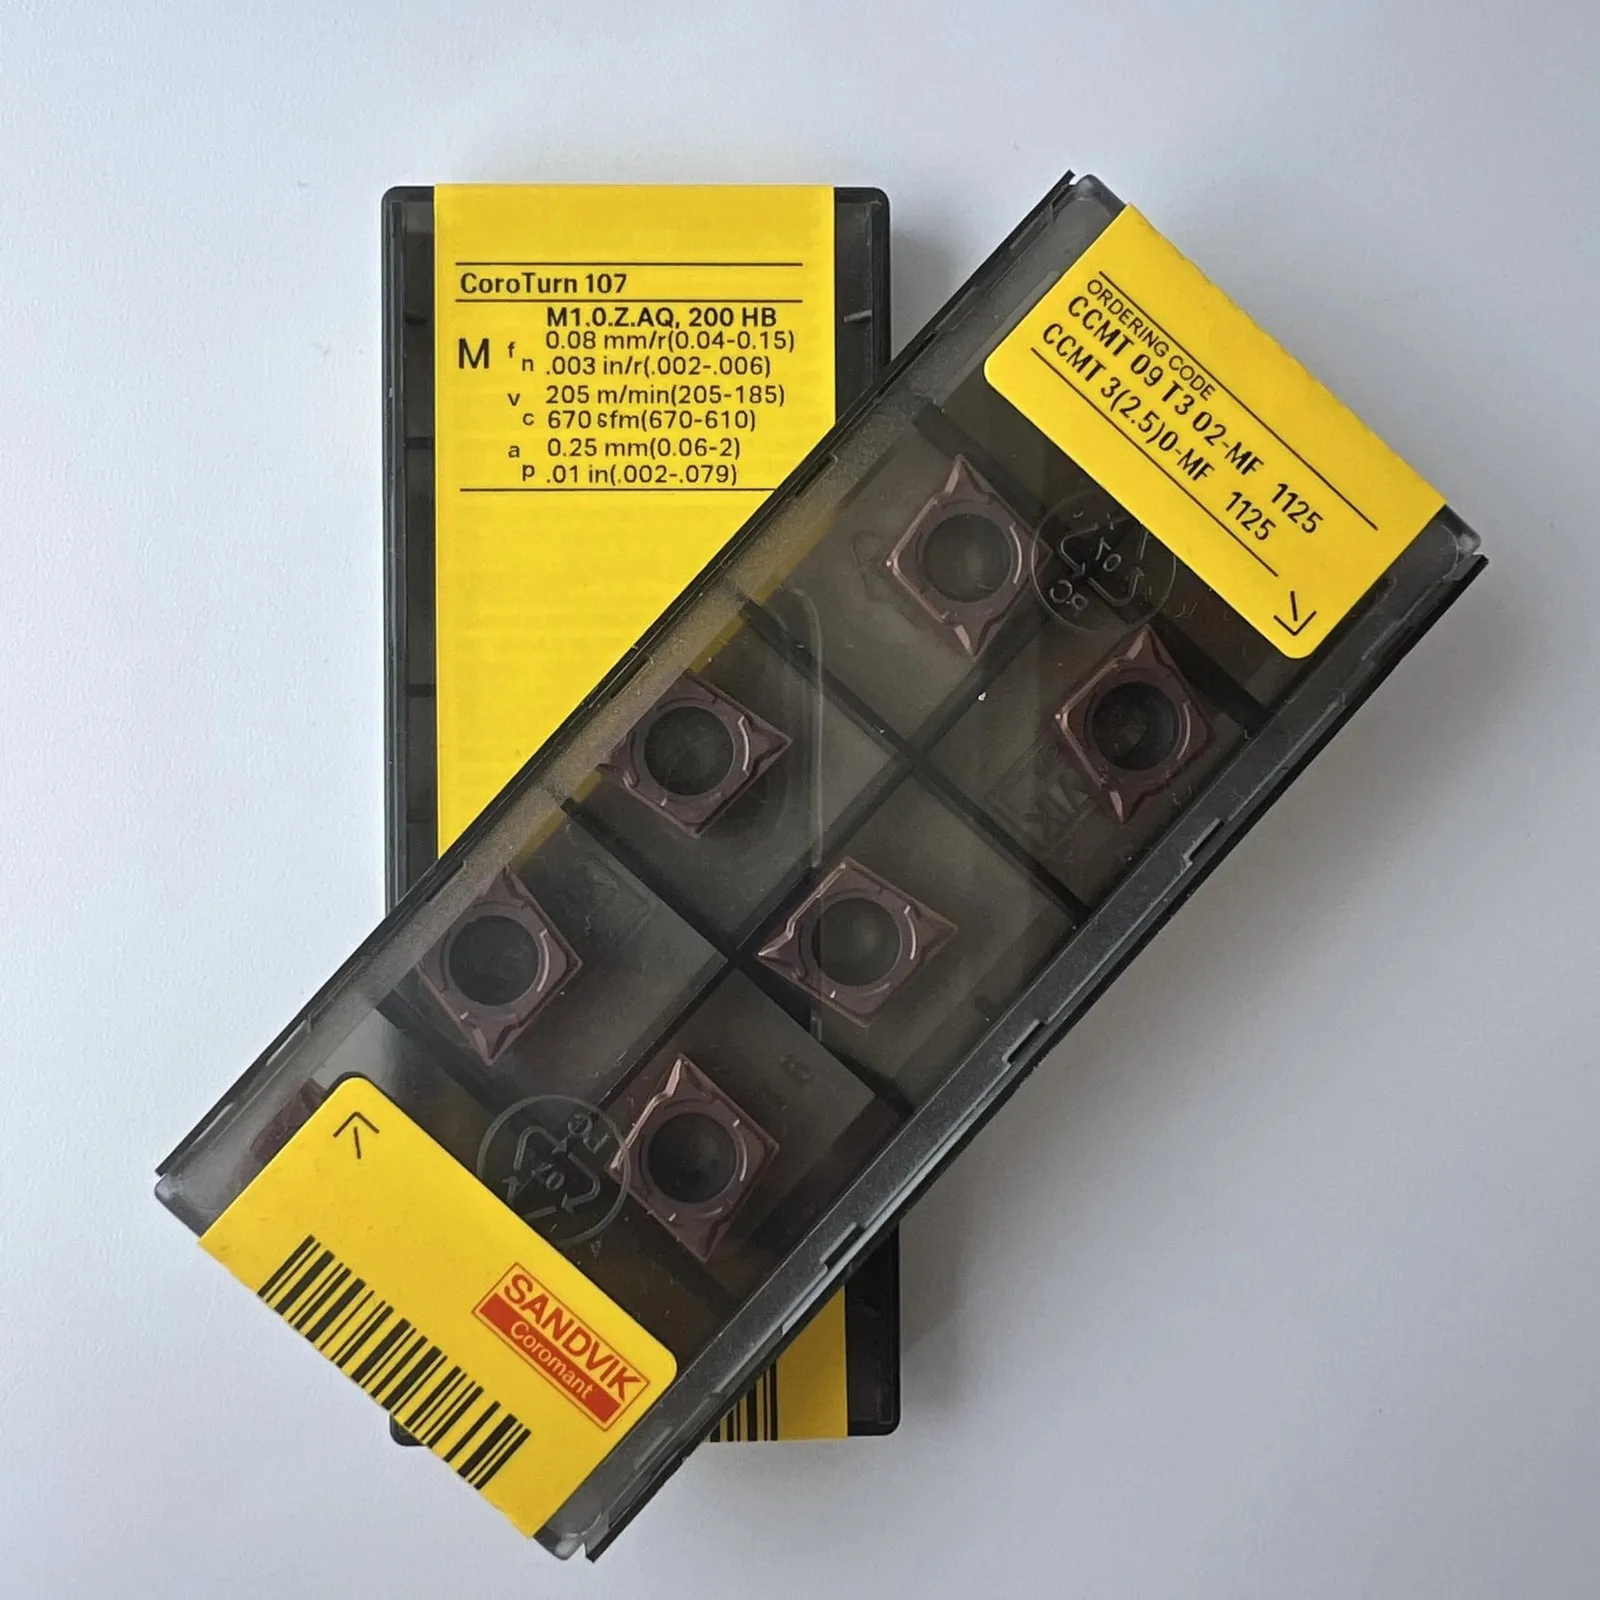 CoroTurn 107
M1.0.Z.AQ, 200 HB
M
f n 0.08 mm/r(0.04-0.15)
.003 in/r(.002-.006)
v c 205 m/min(205-185)
670 sfm(670-610)
a p 0.25 mm(0.06-2)
.01 in(.002-.079)
ORDERING CODE
CCMT 09 T3 02-MF 1125
CCMT 3(2.5)0-MF 1125
SANDVIK
Coromant